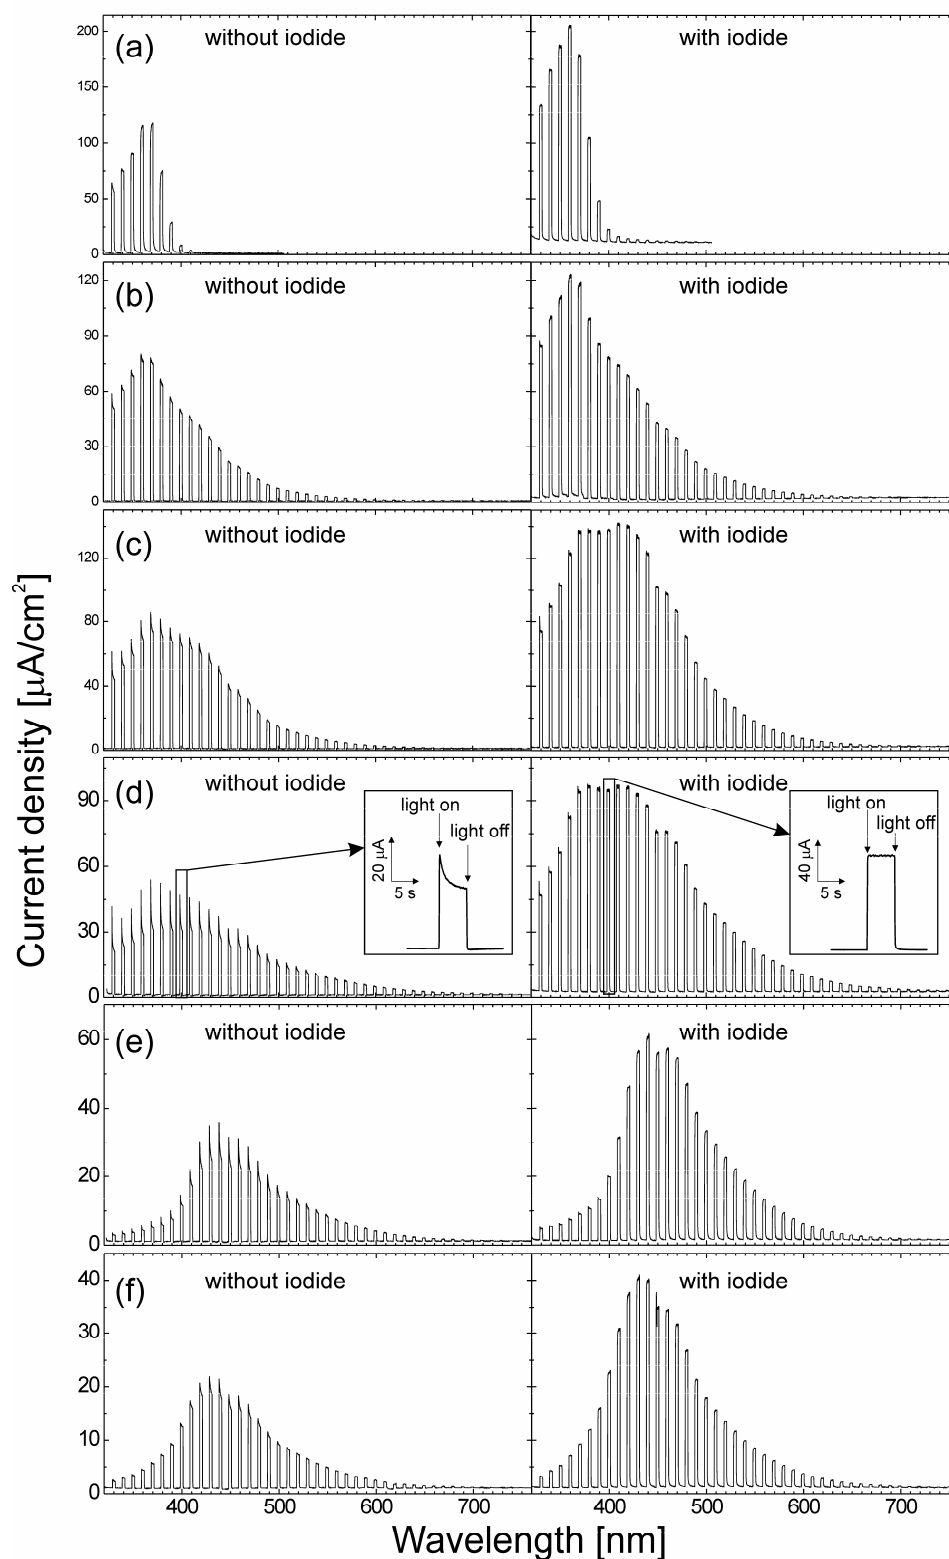 (a) without iodide with iodide
200
150
100
50
0
(b) without iodide with iodide
120
90
60
30
0
(c) without iodide with iodide
120
80
40
0
(d) without iodide with iodide
90
60
30
0
light on
light off
20 µA
5 s
light on
light off
40 µA
5 s
(e) without iodide with iodide
60
40
20
0
(f) without iodide with iodide
40
30
20
10
0
400 500 600 700 400 500 600 700
Current density [µA/cm²]
Wavelength [nm]